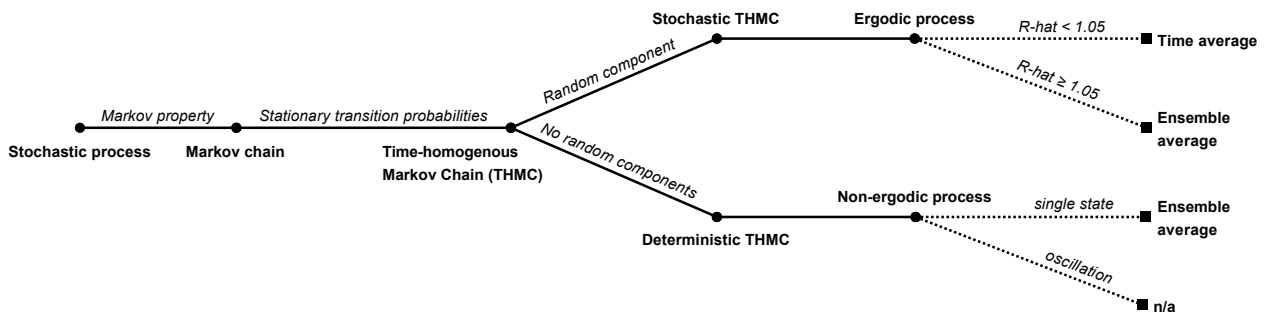 Stochastic THMC
Ergodic process
R-hat < 1.05
Time average
Random component
R-hat ≥ 1.05
Ensemble
average
Markov property
Stationary transition probabilities
Stochastic process
Markov chain
Time-homogenous
Markov Chain (THMC)
No random components
Non-ergodic process
single state
Ensemble
average
Deterministic THMC
oscillation
n/a